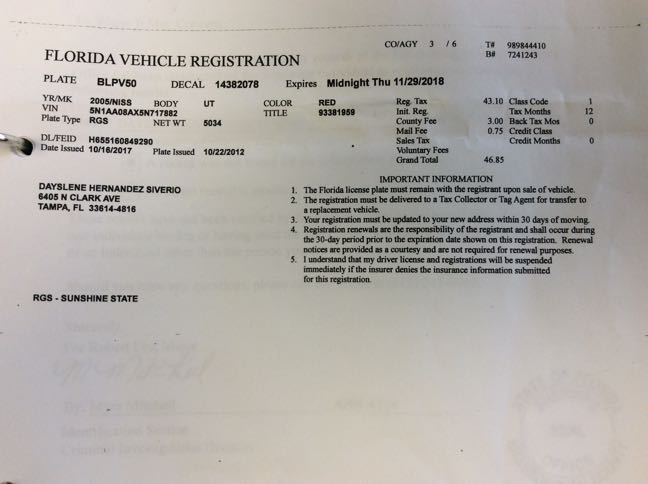 CO/AGY 3 / 6 T# 989844410
B# 7241243
FLORIDA VEHICLE REGISTRATION
PLATE BLPV50 DECAL 14382078 Expires Midnight Thu 11/29/2018
YR/MK 2005/NISS BODY UT COLOR RED Reg. Tax 43.10 Class Code 1
VIN 5N1AA08AX5N717882 TITLE 93381959 Init. Reg. Tax Months 12
Plate Type RGS NET WT 5034 County Fee 3.00 Back Tax Mos 0
Mail Fee 0.75 Credit Class
DL/FEID H655160849290 Sales Tax Credit Months 0
Date Issued 10/16/2017 Plate Issued 10/22/2012 Voluntary Fees
Grand Total 46.85
IMPORTANT INFORMATION
DAYSLENE HERNANDEZ SIVERIO
6405 N CLARK AVE
TAMPA, FL 33614-4816
1. The Florida license plate must remain with the registrant upon sale of vehicle.
2. The registration must be delivered to a Tax Collector or Tag Agent for transfer to
a replacement vehicle.
3. Your registration must be updated to your new address within 30 days of moving.
4. Registration renewals are the responsibility of the registrant and shall occur during
the 30-day period prior to the expiration date shown on this registration. Renewal
notices are provided as a courtesy and are not required for renewal purposes.
5. I understand that my driver license and registrations will be suspended
immediately if the insurer denies the insurance information submitted
for this registration.
RGS - SUNSHINE STATE